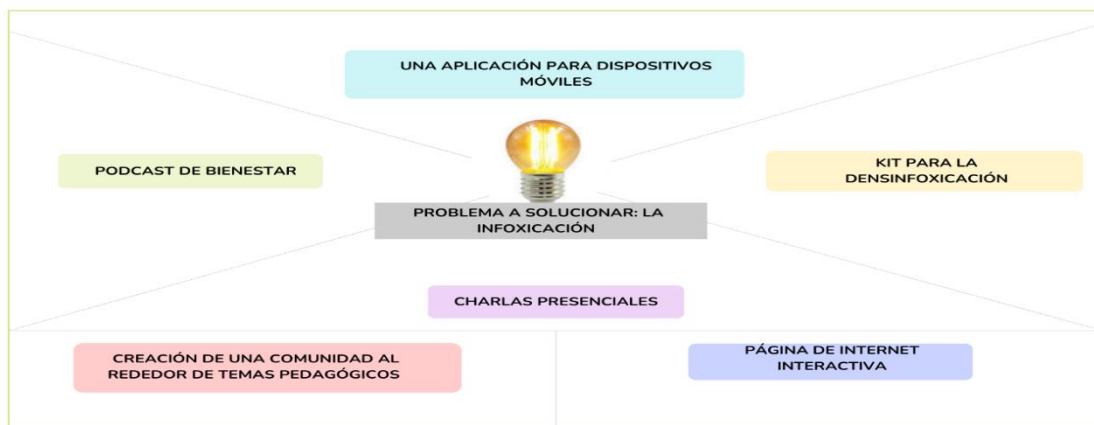 UNA APLICACIÓN PARA DISPOSITIVOS
MÓVILES
PODCAST DE BIENESTAR
KIT PARA LA
DENSINFOXICACIÓN
PROBLEMA A SOLUCIONAR: LA
INFOXICACIÓN
CHARLAS PRESENCIALES
CREACIÓN DE UNA COMUNIDAD AL
REDEDOR DE TEMAS PEDAGÓGICOS
PÁGINA DE INTERNET
INTERACTIVA